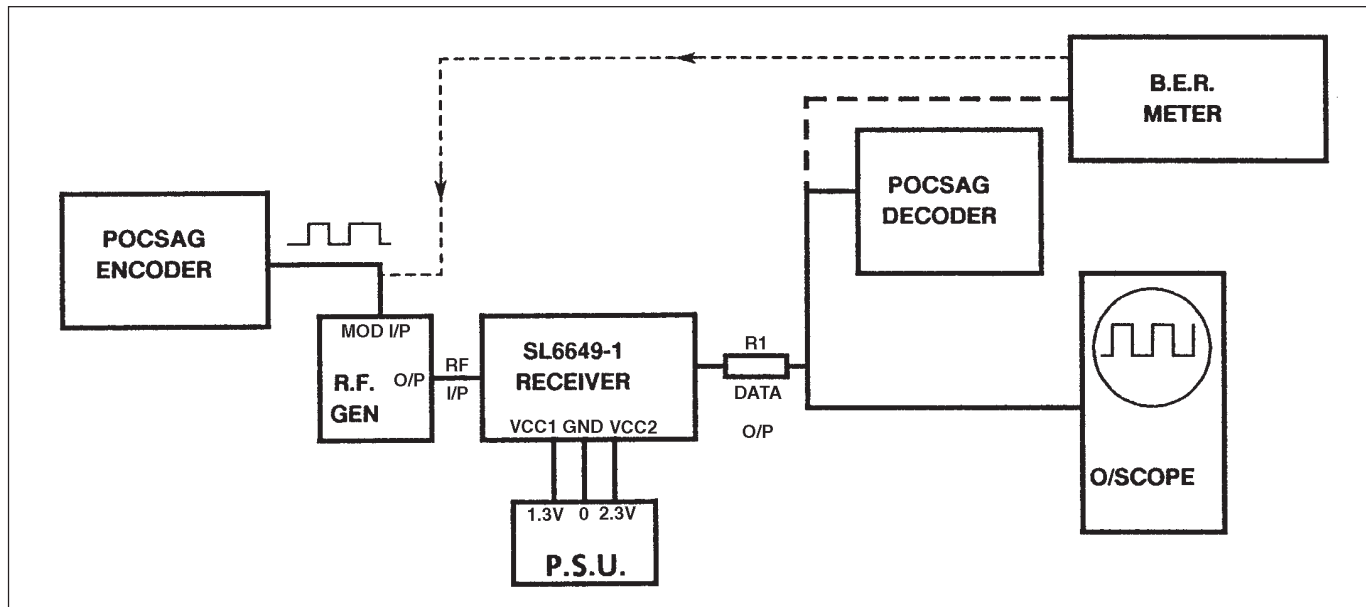 B.E.R.
METER
POCSAG
DECODER
POCSAG
ENCODER
MOD I/P
R.F.
GEN
O/P
RF
I/P
SL6649-1
RECEIVER
VCC1 GND VCC2
R1
DATA
O/P
O/SCOPE
1.3V 0 2.3V
P.S.U.